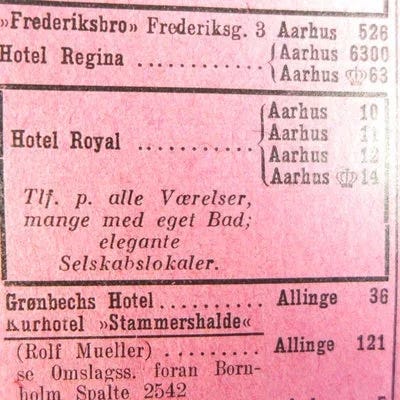 »Frederiksbro« Frederiksg. 3 Aarhus 526
Hotel Regina ........... Aarhus 6300
Aarhus 63
Aarhus 10
Aarhus 11
Hotel Royal ........... Aarhus 12
Aarhus 14
Tlf. p. alle Værelser,
mange med eget Bad;
elegante
Selskabslokaler.
Grønbechs Hotel .......... Allinge 36
Kurhotel »Stammershalde«
(Rolf Mueller) ........... Allinge 121
se Omslagss. foran Born-
holm Spalte 2542